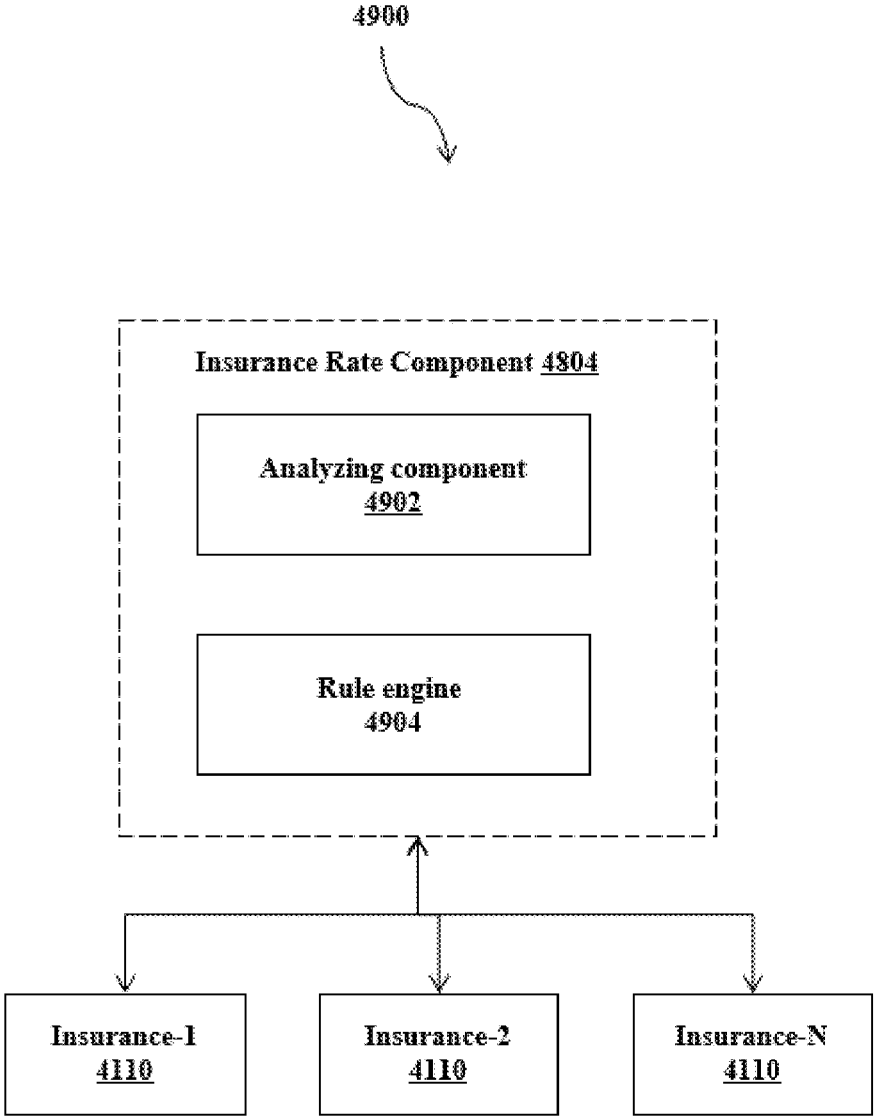 4900
Insurance Rate Component 4804
Analyzing component
4902
Rule engine
4904
Insurance-1
4110
Insurance-2
4110
Insurance-N
4110